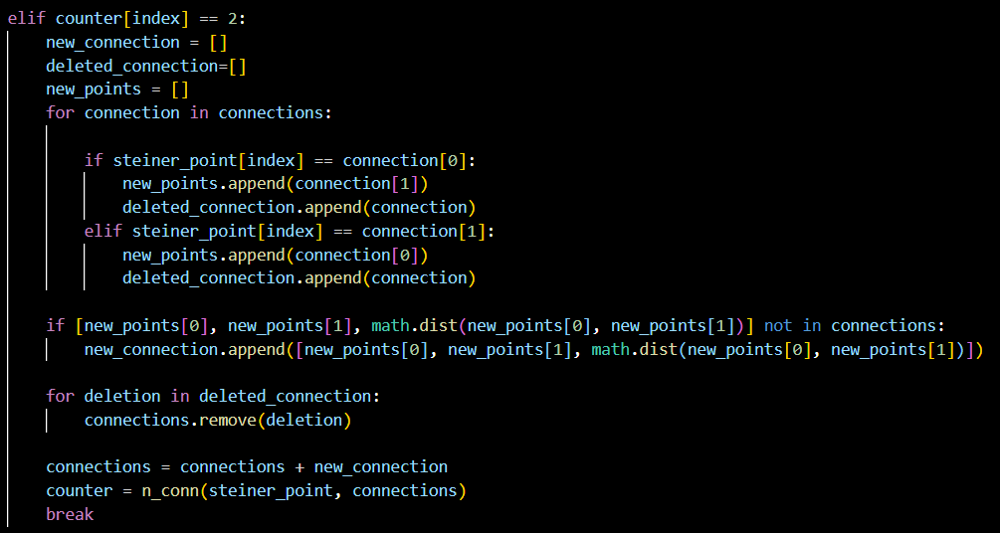 elif counter[index] == 2:
    new_connection = []
    deleted_connection=[]
    new_points = []
    for connection in connections:
        if steiner_point[index] == connection[0]:
            new_points.append(connection[1])
            deleted_connection.append(connection)
        elif steiner_point[index] == connection[1]:
            new_points.append(connection[0])
            deleted_connection.append(connection)
    if [new_points[0], new_points[1], math.dist(new_points[0], new_points[1])] not in connections:
        new_connection.append([new_points[0], new_points[1], math.dist(new_points[0], new_points[1])])
    for deletion in deleted_connection:
        connections.remove(deletion)
    connections = connections + new_connection
    counter = n_conn(steiner_point, connections)
    break